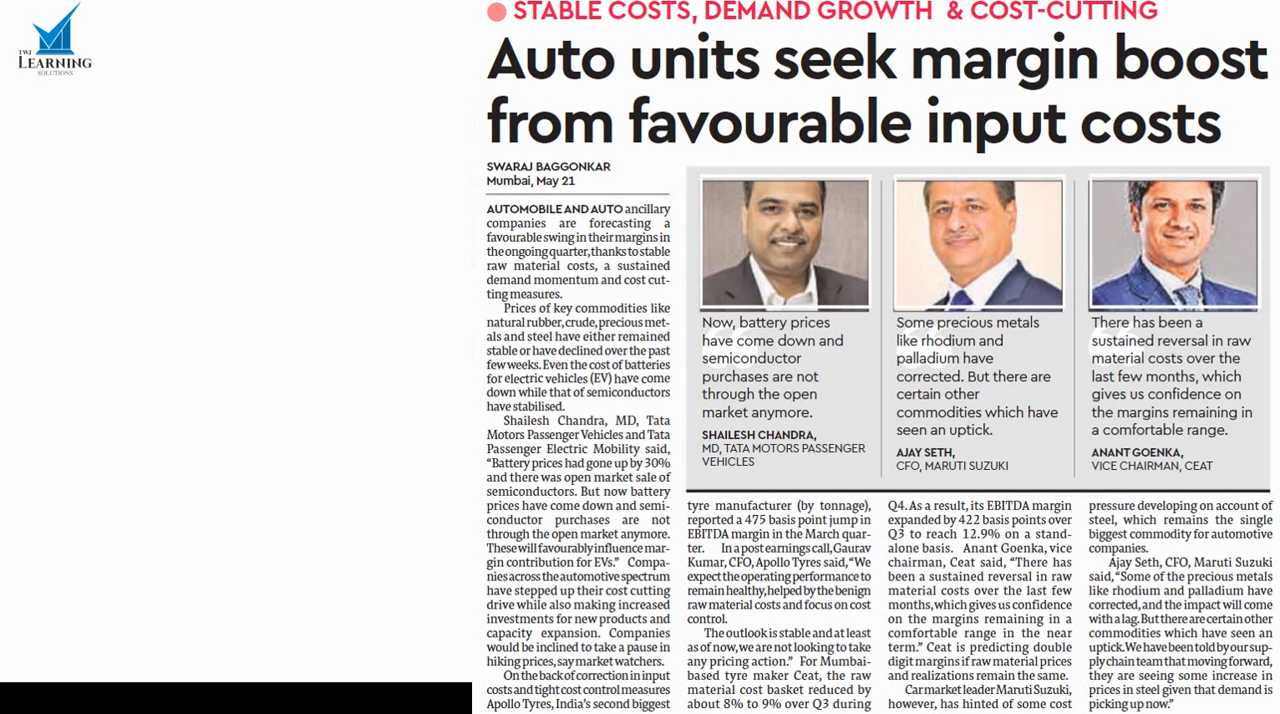 TWJ
LEARNING
SOLUTIONS
STABLE COSTS, DEMAND GROWTH & COST-CUTTING
Auto units seek margin boost
from favourable input costs
SWARAJ BAGGONKAR
Mumbai, May 21
AUTOMOBILE AND AUTO ancillary
companies are forecasting a
favourable swing in their margins in
the ongoing quarter, thanks to stable
raw material costs, a sustained
demand momentum and cost cut-
ting measures.
Prices of key commodities like
natural rubber, crude, precious met-
als and steel have either remained
stable or have declined over the past
few weeks. Even the cost of batteries
for electric vehicles (EV) have come
down while that of semiconductors
have stabilised.
Shailesh Chandra, MD, Tata
Motors Passenger Vehicles and Tata
Passenger Electric Mobility said,
“Battery prices had gone up by 30%
and there was open market sale of
semiconductors. But now battery
prices have come down and semi-
conductor purchases are not
through the open market anymore.
These will favourably influence mar-
gin contribution for EVs.” Compa-
nies across the automotive spectrum
have stepped up their cost cutting
drive while also making increased
investments for new products and
capacity expansion. Companies
would be inclined to take a pause in
hiking prices, say market watchers.
On the back of correction in input
costs and tight cost control measures
Apollo Tyres, India’s second biggest
Now, battery prices
have come down and
semiconductor
purchases are not
through the open
market anymore.
SHAILESH CHANDRA,
MD, TATA MOTORS PASSENGER
VEHICLES
Some precious metals
like rhodium and
palladium have
corrected. But there are
certain other
commodities which have
seen an uptick.
AJAY SETH,
CFO, MARUTI SUZUKI
There has been a
sustained reversal in raw
material costs over the
last few months, which
gives us confidence on
the margins remaining in
a comfortable range.
ANANT GOENKA,
VICE CHAIRMAN, CEAT
tyre manufacturer (by tonnage),
reported a 475 basis point jump in
EBITDA margin in the March quar-
ter. In a post earnings call, Gaurav
Kumar, CFO, Apollo Tyres said, “We
expect the operating performance to
remain healthy, helped by the benign
raw material costs and focus on cost
control.
The outlook is stable and at least
as of now, we are not looking to take
any pricing action.” For Mumbai-
based tyre maker Ceat, the raw
material cost basket reduced by
about 8% to 9% over Q3 during
Q4. As a result, its EBITDA margin
expanded by 422 basis points over
Q3 to reach 12.9% on a stand-
alone basis. Anant Goenka, vice
chairman, Ceat said, “There has
been a sustained reversal in raw
material costs over the last few
months, which gives us confidence
on the margins remaining in a
comfortable range in the near
term.” Ceat is predicting double
digit margins if raw material prices
and realizations remain the same.
Car market leader Maruti Suzuki,
however, has hinted of some cost
pressure developing on account of
steel, which remains the single
biggest commodity for automotive
companies.
Ajay Seth, CFO, Maruti Suzuki
said, “Some of the precious metals
like rhodium and palladium have
corrected, and the impact will come
with a lag. But there are certain other
commodities which have seen an
uptick. We have been told by our sup-
ply chain team that moving forward,
they are seeing some increase in
prices in steel given that demand is
picking up now.”